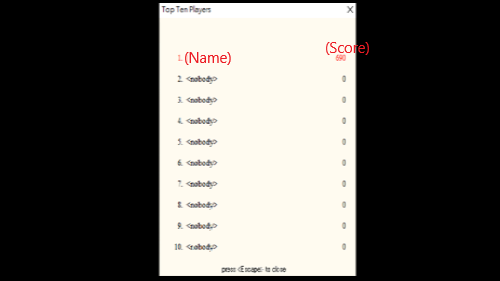 Top Ten Players X
(Score)
1. (Name) 690
2. <nobody> 0
3. <nobody> 0
4. <nobody> 0
5. <nobody> 0
6. <nobody> 0
7. <nobody> 0
8. <nobody> 0
9. <nobody> 0
10. <nobody> 0
press <Escape> to close